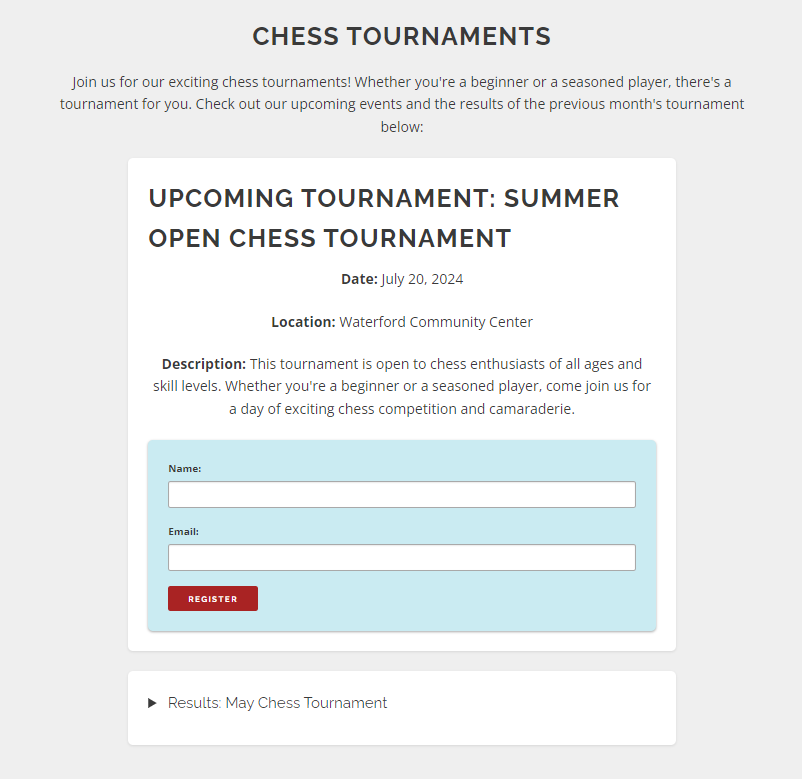 CHESS TOURNAMENTS
Join us for our exciting chess tournaments! Whether you're a beginner or a seasoned player, there's a
tournament for you. Check out our upcoming events and the results of the previous month's tournament
below:
UPCOMING TOURNAMENT: SUMMER
OPEN CHESS TOURNAMENT
Date: July 20, 2024
Location: Waterford Community Center
Description: This tournament is open to chess enthusiasts of all ages and
skill levels. Whether you're a beginner or a seasoned player, come join us for
a day of exciting chess competition and camaraderie.
Name:
Email:
REGISTER
Results: May Chess Tournament